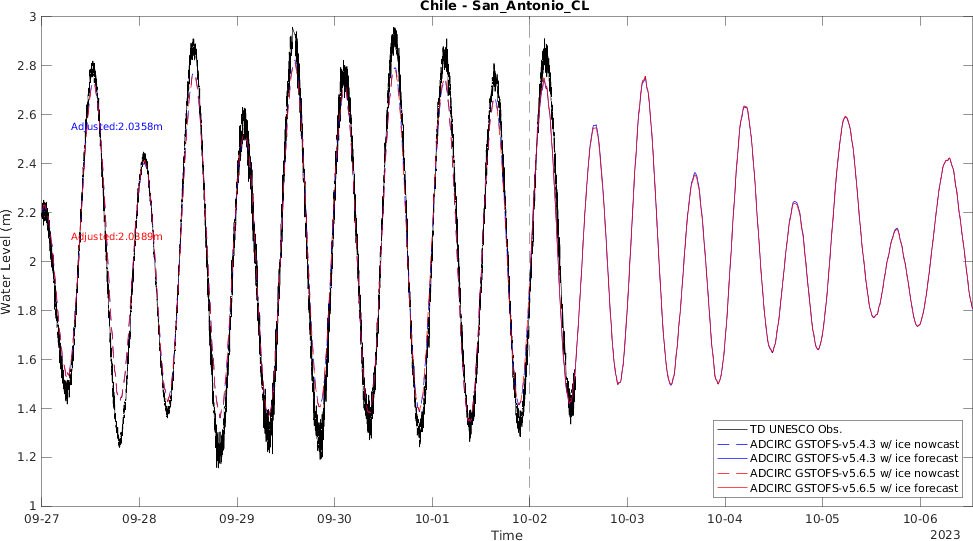 Chile - San_Antonio_CL
3
2.8
2.6
2.4
2.2
2
1.8
1.6
1.4
1.2
1
Water Level (m)
Adjusted:2.0358m
Adjusted:2.0389m
TD UNESCO Obs.
ADCIRC GSTOFS-v5.4.3 w/ ice nowcast
ADCIRC GSTOFS-v5.4.3 w/ ice forecast
ADCIRC GSTOFS-v5.6.5 w/ ice nowcast
ADCIRC GSTOFS-v5.6.5 w/ ice forecast
09-27 09-28 09-29 09-30 10-01 10-02 10-03 10-04 10-05 10-06
Time
2023